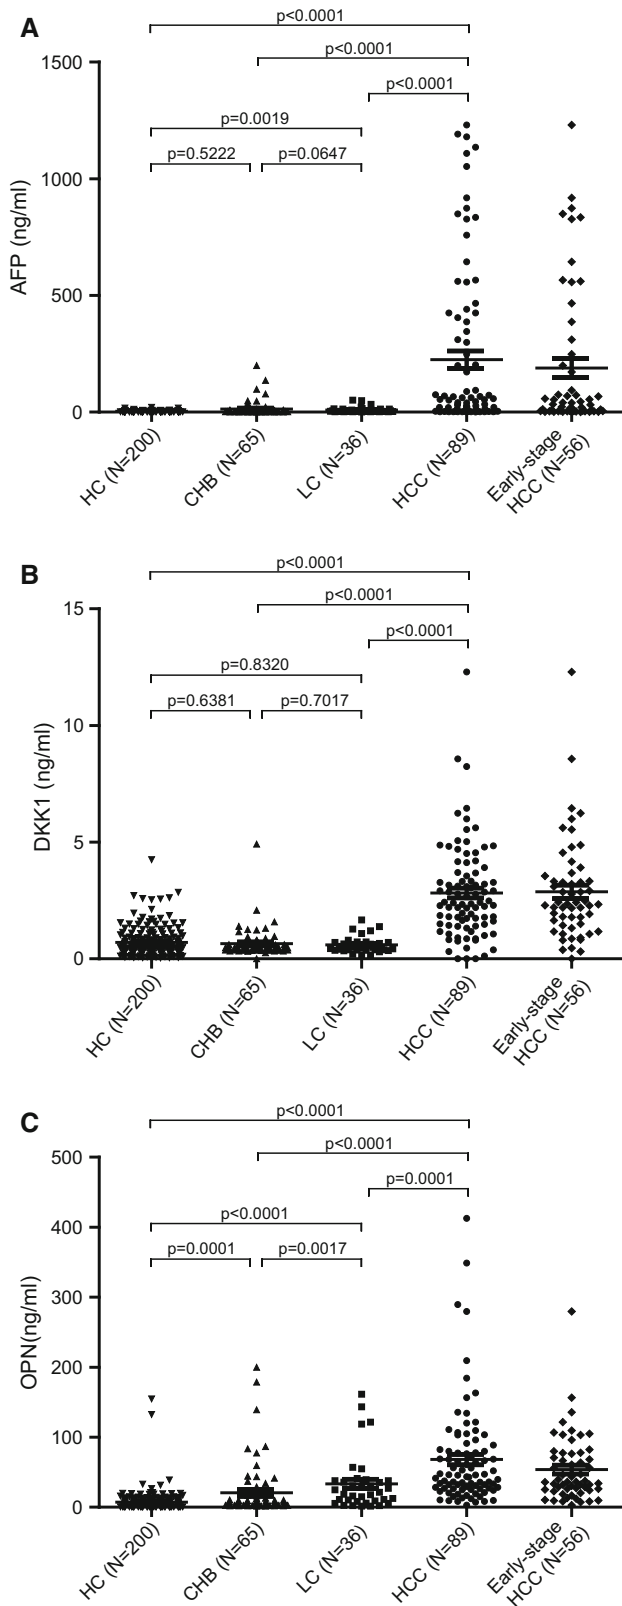 A
p<0.0001
p<0.0001
p<0.0001
p=0.0019
p=0.5222
p=0.0647
AFP (ng/ml)
1500
1000
500
0
HC (N=200)
CHB (N=65)
LC (N=36)
HCC (N=89)
Early-stage
HCC (N=56)
B
p<0.0001
p<0.0001
p<0.0001
p=0.8320
p=0.6381
p=0.7017
DKK1 (ng/ml)
15
10
5
0
HC (N=200)
CHB (N=65)
LC (N=36)
HCC (N=89)
Early-stage
HCC (N=56)
C
p<0.0001
p<0.0001
p=0.0001
p<0.0001
p=0.0001
p=0.0017
OPN(ng/ml)
500
400
300
200
100
0
HC (N=200)
CHB (N=65)
LC (N=36)
HCC (N=89)
Early-stage
HCC (N=56)